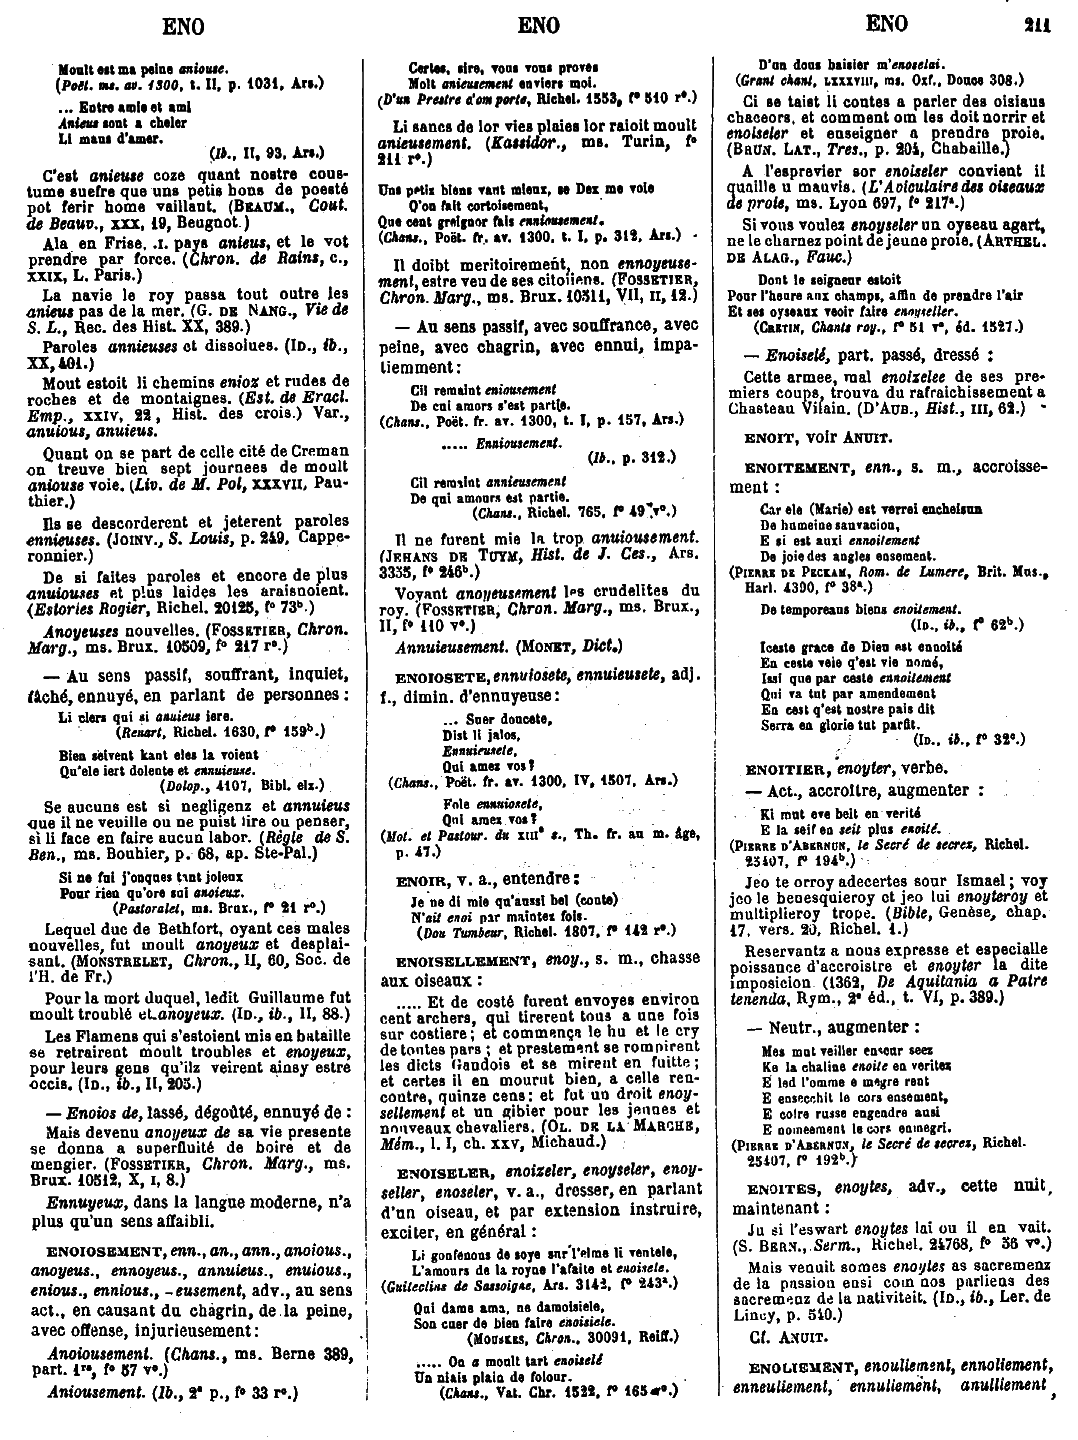 ENO
ENO
ENO
211
Moult est ma peine aniouse.
(Poët. ms. av. 1300, t. II, p. 1031, Ars.)
... Entre amie et ami
Anieus sont a cheler
Li maus d'amer.
(Ib., II, 93, Ars.)
C'est anieuse coze quant nostre cous-
tume suefre que uns petis hons de poesté
pot ferir home vaillant. (BEAUM., Cout.
de Beauv., XXX, 19, Beugnot.)
Ala en Frise, .I. pays anieus, et le vot
prendre par force. (Chron. de Rains, c.,
XXIX, L. Paris.)
La navie le roy passa tout outre les
anieus pas de la mer. (G. DE NANG., Vie de
S. L., Rec. des Hist. XX, 389.)
Paroles annieuses et dissolues. (ID., ib.,
XX, 401.)
Mout estoit li chemins enioz et rudes de
roches et de montaignes. (Est. de Eracl.
Emp., XXIV, 22, Hist. des crois.) Var.,
anuious, anuieus.
Quant on se part de celle cité de Creman
on treuve bien sept journees de moult
aniouse voie. (Liv. de M. Pol, XXXVII, Pau-
thier.)
Ils se descorderent et jeterent paroles
ennieuses. (JOINV., S. Louis, p. 249, Cappe-
ronnier.)
De si faites paroles et encore de plus
anuiouses et plus laides les araisnoient.
(Estories Rogier, Richel. 20125, f° 73b.)
Anoyeuses nouvelles. (FOSSETIER, Chron.
Marg., ms. Brux. 10509, f° 217 r°.)
— Au sens passif, souffrant, inquiet,
fâché, ennuyé, en parlant de personnes :
Li clers qui si anuieus iere.
(Renart, Richel. 1630, f° 159b.)
Bien seivent kant eles la voient
Qu'ele iert dolente et ennuieuse.
(Dolop., 4107, Bibl. elz.)
Se aucuns est si negligenz et annuieus
que il ne veuille ou ne puist lire ou penser,
si li face en faire aucun labor. (Règle de S.
Ben., ms. Bouhier, p. 68, ap. Ste-Pal.)
Si ne fui j'onques tant joieux
Pour rien qu'ore sui anoieux.
(Pastoralet, ms. Brux., f° 21 r°.)
Lequel duc de Bethfort, oyant ces males
nouvelles, fut moult anoyeux et desplai-
sant. (MONSTRELET, Chron., II, 60, Soc. de
l'H. de Fr.)
Pour la mort duquel, ledit Guillaume fut
moult troublé et anoyeux. (ID., ib., II, 88.)
Les Flamens qui s'estoient mis en bataille
se retrairent moult troubles et enoyeux,
pour leurs gens qu'ilz veirent ainsy estre
occis. (ID., ib., II, 203.)
— Enoios de, lassé, dégoûté, ennuyé de :
Mais devenu anoyeux de sa vie presente
se donna a superfluité de boire et de
mengier. (FOSSETIER, Chron. Marg., ms.
Brux. 10512, X, I, 8.)
Ennuyeux, dans la langue moderne, n'a
plus qu'un sens affaibli.
ENOIOSEMENT, enn., an., ann., anoious.,
anoyeus., ennoyeus., annuieus., enuious.,
enious., ennious., -eusement, adv., au sens
act., en causant du chagrin, de la peine,
avec offense, injurieusement :
Anoiousement. (Chans., ms. Berne 389,
part. 1re, f° 57 v°.)
Aniousement. (Ib., 2e p., f° 33 r°.)
Certes, sire, vous vous proves
Molt anieusement enviers moi.
(D'un Prestre c'om porte, Richel. 1553, f° 510 r°.)
Li sancs de lor vies plaies lor raioit moult
anieusement. (Kassidor., ms. Turin, f°
211 r°.)
Uns petiz biens vaut mieux, se Dex me voie
Q'on fait cortoisement,
Que cent greignor fais enniousement.
(Chans., Poët. fr. av. 1300, t. I, p. 312, Ars.)
Il doibt meritoirement, non ennoyeuse-
ment, estre veu de ses citoiiens. (FOSSETIER,
Chron. Marg., ms. Brux. 10511, VII, II, 12.)
— Au sens passif, avec souffrance, avec
peine, avec chagrin, avec ennui, impa-
tiemment :
Cil remaint eniousement
De cui amors s'est partie.
(Chans., Poët. fr. av. 1300, t. I, p. 157, Ars.)
..... Enniousement.
(Ib., p. 312.)
Cil remaint annieusement
De qui amours est partie.
(Chans., Richel. 765, f° 49 v°.)
Il ne furent mie la trop anuiousement.
(JEHANS DE TUYM, Hist. de J. Ces., Ars.
3335, f° 246b.)
Voyant anoyeusement les crudelites du
roy. (FOSSETIER, Chron. Marg., ms. Brux.,
II, f° 110 v°.)
Annuieusement. (MONET, Dict.)
ENOIOSETE, ennuiosete, ennuieusete, adj.
f., dimin. d'ennuyeuse :
... Suer doucete,
Dist li jalos,
Ennuieusete,
Qui amez vos ?
(Chans., Poët. fr. av. 1300, IV, 1507, Ars.)
Fole ennuiosete,
Qui amez vos ?
(Mot. et Pastour. du XIIIe s., Th. fr. au m. âge,
p. 47.)
ENOIR, v. a., entendre :
Je ne di mie qu'aussi bel (conte)
N'ait enoi par maintes fois.
(Dou Tumbeur, Richel. 1807, f° 142 r°.)
ENOISELLEMENT, enoy., s. m., chasse
aux oiseaux :
..... Et de costé furent envoyes environ
cent archers, qui tirerent tous a une fois
sur costiere ; et commença le hu et le cry
de toutes pars ; et prestement se rompirent
les dicts Gandois et se mirent en fuitte ;
et certes il en mourut bien, a celle ren-
contre, quinze cens : et fut un droit enoy-
sellement et un gibier pour les jeunes et
nouveaux chevaliers. (OL. DE LA MARCHE,
Mém., l. I, ch. XXV, Michaud.)
ENOISELER, enoizeler, enoyseler, enoy-
seller, enoseler, v. a., dresser, en parlant
d'un oiseau, et par extension instruire,
exciter, en général :
Li gonfenons de soye sur l'elme li ventele,
L'amours de la royne l'afaite et enoisele.
(Guiteclins de Sassoigne, Ars. 3142, f° 243a.)
Qui dame ama, ne damoisiele,
Son cuer de bien faire enoisiele.
(MOUSKES, Chron., 30091, Reiff.)
..... On a moult tart enoiselé
Un niais plain de folour.
(Chans., Vat. Chr. 1522, f° 165 r°.)
D'un dous baisier m'enoselai.
(Grant chant, LXXXVIII, ms. Oxf., Douce 308.)
Ci se taist li contes a parler des oisiaus
chaceors, et comment om les doit norrir et
enoiseler et enseigner a prendre proie.
(BRUN. LAT., Tres., p. 204, Chabaille.)
A l'esprevier sor enoiseler convient il
quaille u mauvis. (L'Aviculaire des oiseaux
de proie, ms. Lyon 697, f° 217a.)
Si vous voulez enoyseler un oyseau agart,
ne le charnez point de jeune proie. (ARTHEL.
DE ALAG., Fauc.)
Dont le seigneur estoit
Pour l'heure aux champs, affin de prendre l'air
Et ses oyseaux veoir faire enoyseller.
(CRETIN, Chants roy., f° 51 v°, éd. 1527.)
— Enoiselé, part. passé, dressé :
Cette armee, mal enoizelee de ses pre-
miers coups, trouva du rafraichissement a
Chasteau Vilain. (D'AUB., Hist., III, 62.)
ENOIT, voir ANUIT.
ENOITEMENT, enn., s. m., accroisse-
ment :
Car ele (Marie) est verrei encheisun
De humeine sauvacion,
E si est auxi ennoitement
De joie des angles ensement.
(PIERRE DE PECKAM, Rom. de Lumere, Brit. Mus.,
Harl. 4390, f° 38a.)
De temporeaus biens enoitement.
(ID., ib., f° 62b.)
Iceste grace de Dieu est ennoité
En ceste veie q'est vie nomé,
Issi que par ceste ennoitement
Qui va tut par amendement
En cest q'est nostre pais dit
Serra en glorie tut parfit.
(ID., ib., f° 32c.)
ENOITIER, enoyter, verbe.
— Act., accroître, augmenter :
Ki mut eve beit en verité
E la seif en seit plus enoité.
(PIERRE D'ABERNUN, le Secré de secrez, Richel.
25407, f° 194b.)
Jeo te orroy adecertes sour Ismael ; voy
jeo le benesquieroy et jeo lui enoyteroy et
multiplieroy trope. (Bible, Genèse, chap.
17, vers. 20, Richel. 1.)
Reservantz a nous expresse et especialle
poissance d'accroistre et enoyter la dite
imposicion. (1362, De Aquitania a Patre
tenenda, Rym., 2e éd., t. VI, p. 389.)
— Neutr., augmenter :
Mes mut veiller ensur seez
Ke la chaline enoite en veritez
E led l'omme e megre rent
E ensecchit le cors ensement,
E colre russe engendre ausi
E noineement le cors enmegri.
(PIERRE D'ABERNUN, le Secré de secrez, Richel.
25407, f° 192b.)
ENOITES, enoytes, adv., cette nuit,
maintenant :
Ju si l'eswart enoytes lai ou il en vait.
(S. BERN., Serm., Richel. 24768, f° 36 v°.)
Mais venuit somes enoytes as sacremenz
de la passion ensi com nos parliens des
sacremenz de la nativiteit. (ID., ib., Ler. de
Lincy, p. 540.)
Cf. ANUIT.
ENOLIEMENT, enouliement, ennoliement,
enneuliement, ennuliement, anulliement,